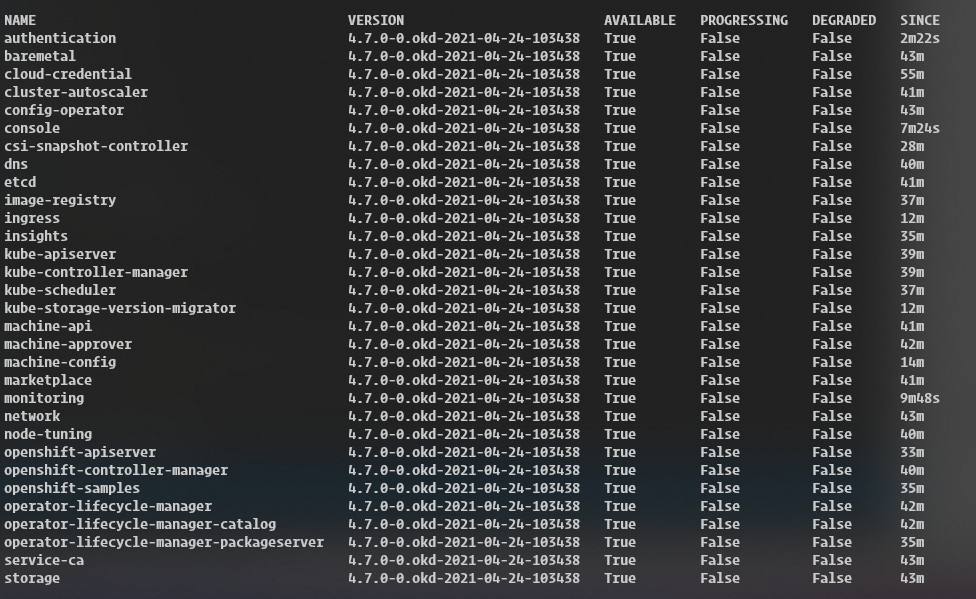 NAME VERSION AVAILABLE PROGRESSING DEGRADED SINCE
authentication 4.7.0-0.okd-2021-04-24-103438 True False False 2m22s
baremetal 4.7.0-0.okd-2021-04-24-103438 True False False 43m
cloud-credential 4.7.0-0.okd-2021-04-24-103438 True False False 55m
cluster-autoscaler 4.7.0-0.okd-2021-04-24-103438 True False False 41m
config-operator 4.7.0-0.okd-2021-04-24-103438 True False False 43m
console 4.7.0-0.okd-2021-04-24-103438 True False False 7m24s
csi-snapshot-controller 4.7.0-0.okd-2021-04-24-103438 True False False 28m
dns 4.7.0-0.okd-2021-04-24-103438 True False False 40m
etcd 4.7.0-0.okd-2021-04-24-103438 True False False 41m
image-registry 4.7.0-0.okd-2021-04-24-103438 True False False 37m
ingress 4.7.0-0.okd-2021-04-24-103438 True False False 12m
insights 4.7.0-0.okd-2021-04-24-103438 True False False 35m
kube-apiserver 4.7.0-0.okd-2021-04-24-103438 True False False 39m
kube-controller-manager 4.7.0-0.okd-2021-04-24-103438 True False False 39m
kube-scheduler 4.7.0-0.okd-2021-04-24-103438 True False False 37m
kube-storage-version-migrator 4.7.0-0.okd-2021-04-24-103438 True False False 12m
machine-api 4.7.0-0.okd-2021-04-24-103438 True False False 41m
machine-approver 4.7.0-0.okd-2021-04-24-103438 True False False 42m
machine-config 4.7.0-0.okd-2021-04-24-103438 True False False 14m
marketplace 4.7.0-0.okd-2021-04-24-103438 True False False 41m
monitoring 4.7.0-0.okd-2021-04-24-103438 True False False 9m48s
network 4.7.0-0.okd-2021-04-24-103438 True False False 43m
node-tuning 4.7.0-0.okd-2021-04-24-103438 True False False 40m
openshift-apiserver 4.7.0-0.okd-2021-04-24-103438 True False False 33m
openshift-controller-manager 4.7.0-0.okd-2021-04-24-103438 True False False 40m
openshift-samples 4.7.0-0.okd-2021-04-24-103438 True False False 35m
operator-lifecycle-manager 4.7.0-0.okd-2021-04-24-103438 True False False 42m
operator-lifecycle-manager-catalog 4.7.0-0.okd-2021-04-24-103438 True False False 42m
operator-lifecycle-manager-packageserver 4.7.0-0.okd-2021-04-24-103438 True False False 35m
service-ca 4.7.0-0.okd-2021-04-24-103438 True False False 43m
storage 4.7.0-0.okd-2021-04-24-103438 True False False 43m